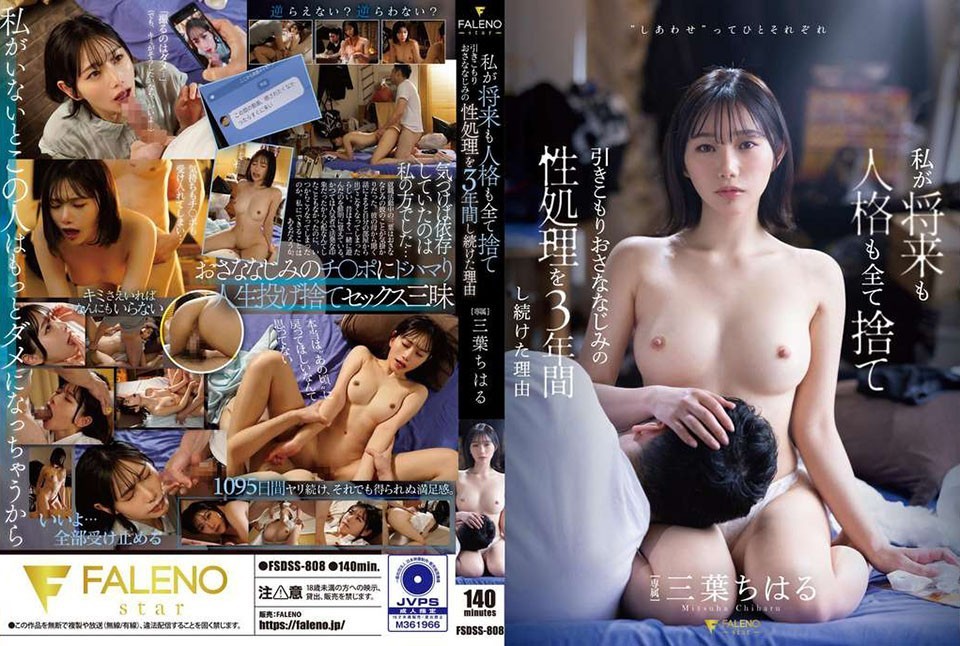 私がいないとこの人はもっとダメになっちゃうから
逆らえない?逆らわない?
気づけば依存
していたのは
私の方でした…
おさななじみのチ○ポにドハマり
人生投げ捨てセックス三昧
キミさえいれば
なんにもいらない
1095日間ヤリ続け、それでも得られぬ満足感。
いいよ…
全部受け止める
FALENO
star
●FSDSS-808 ●140min.
注意
18歳未満の方への映示、
貸出、販売を禁じます。
販売:FALENO
https://faleno.jp/
JVPS
成人指定
M361966
●この作品を無断で複製や放送(無線/有線)、違法配信することを固く禁じます。
FALENO
star
私が将来も人格も全て捨て
引きこもり
おさななじみの
性処理を3年間し続けた理由
[専属]三葉ちはる
140
minutes
FSDSS-808
“しあわせ”ってひとそれぞれ
私が将来も
人格も全て捨て
引きこもりおさななじみの
性処理を3年間
し続けた理由
[専属]三葉ちはる
Mitsuha Chiharu
FALENO
star